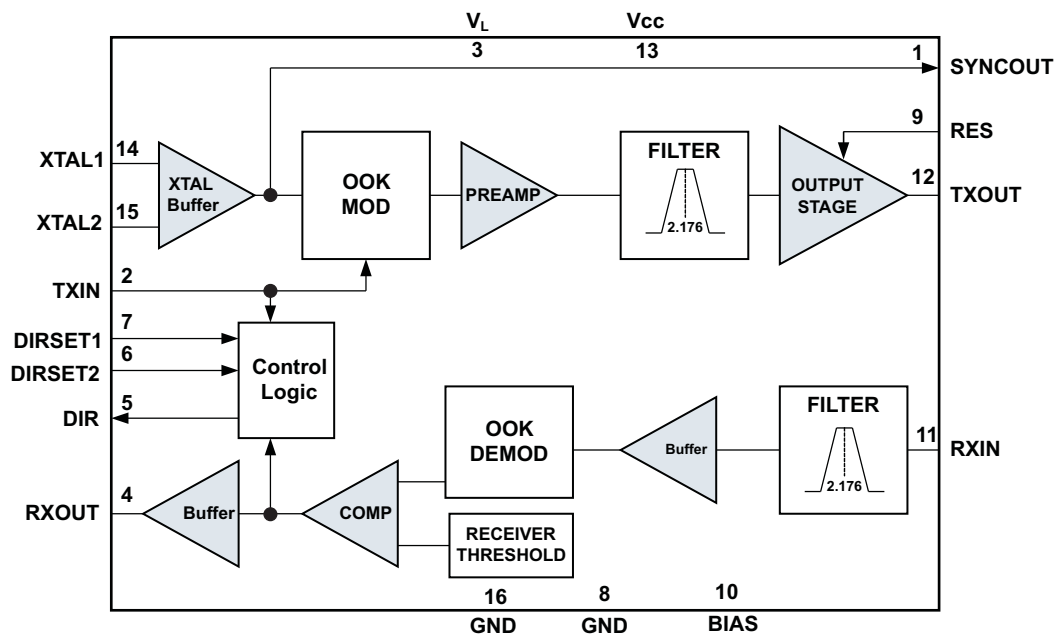 VL Vcc
3 13 1
SYNCOUT
9
RES
XTAL1 14
XTAL Buffer
OOK MOD
PREAMP
FILTER
2.176
OUTPUT STAGE
12
TXOUT
XTAL2 15
2
TXIN
7
DIRSET1
6
DIRSET2
Control Logic
5
DIR
OOK DEMOD
Buffer
FILTER
2.176
11
RXIN
4
RXOUT
Buffer
COMP
RECEIVER THRESHOLD
16 8 10
GND GND BIAS